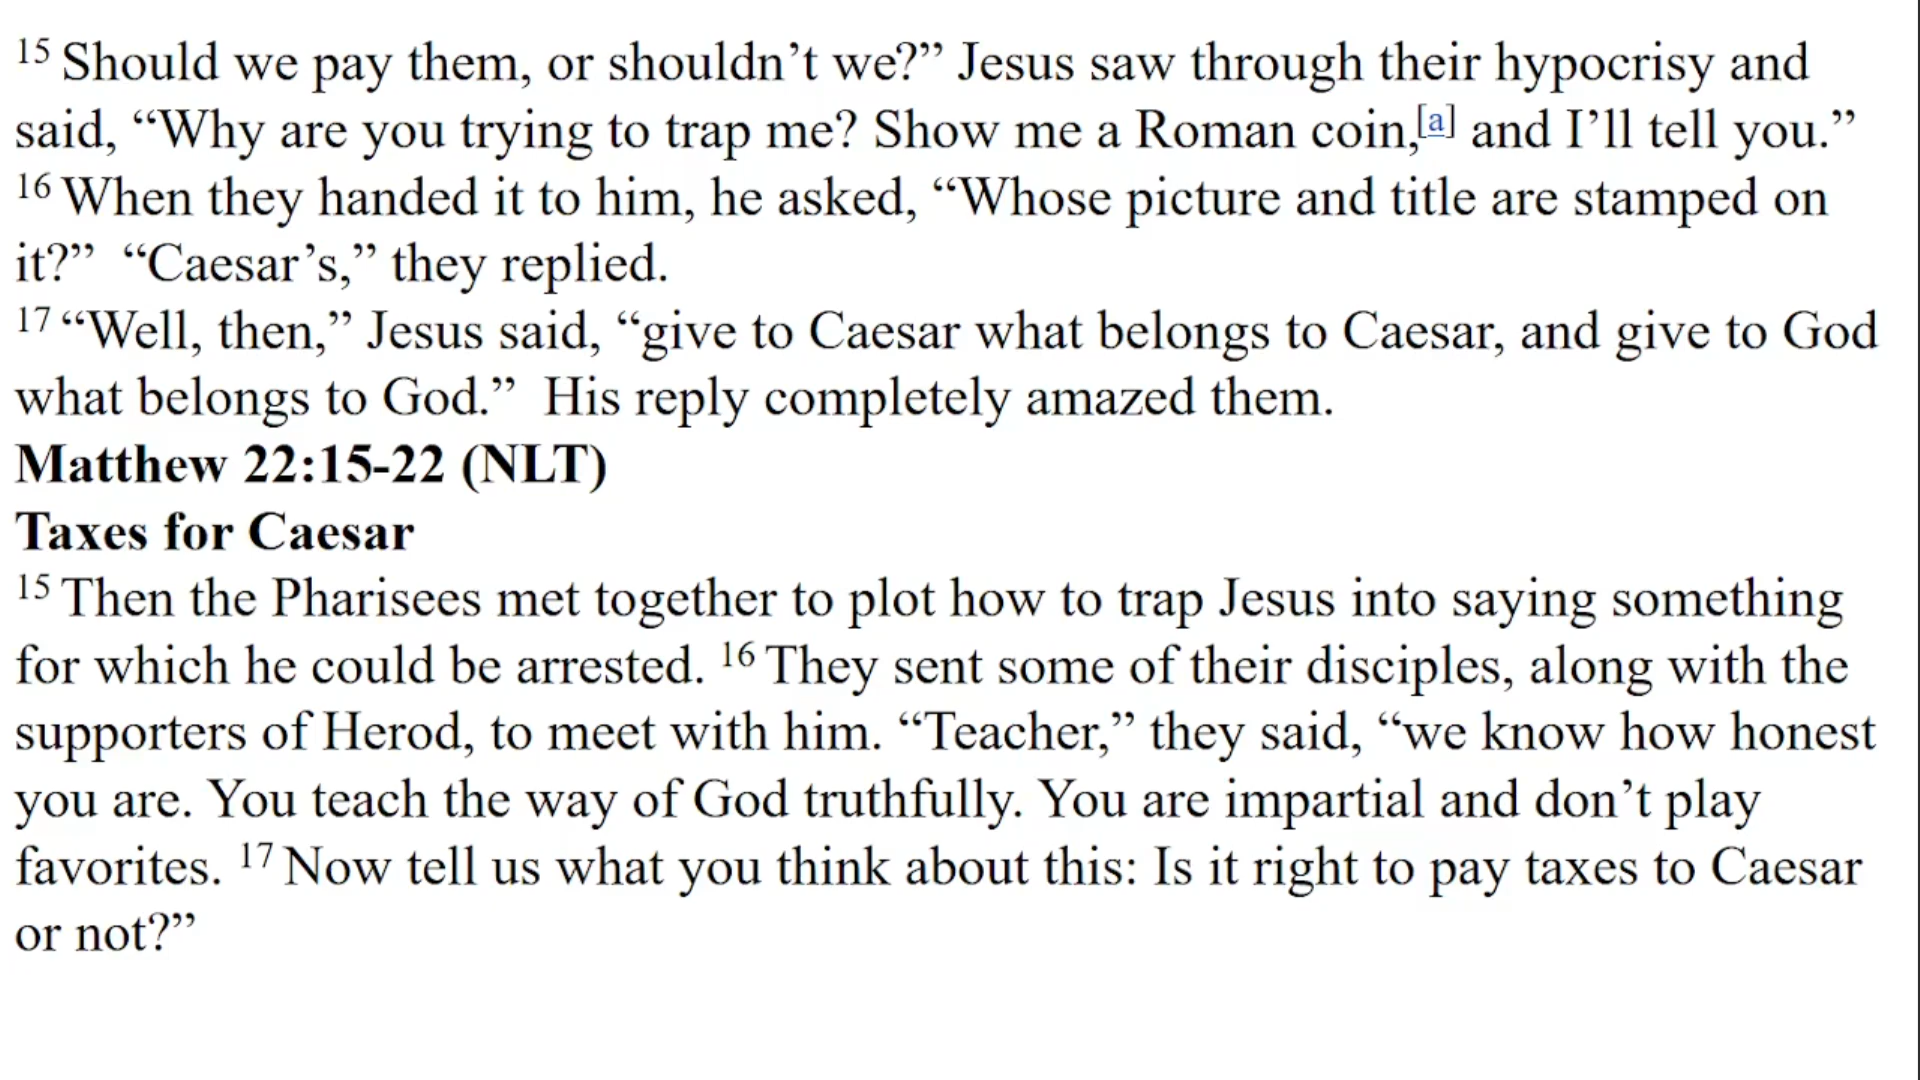 15 Should we pay them, or shouldn’t we?” Jesus saw through their hypocrisy and
said, “Why are you trying to trap me? Show me a Roman coin,[a] and I’ll tell you.”
16 When they handed it to him, he asked, “Whose picture and title are stamped on
it?”  “Caesar’s,” they replied.
17 “Well, then,” Jesus said, “give to Caesar what belongs to Caesar, and give to God
what belongs to God.”  His reply completely amazed them.
Matthew 22:15-22 (NLT)
Taxes for Caesar
15 Then the Pharisees met together to plot how to trap Jesus into saying something
for which he could be arrested. 16 They sent some of their disciples, along with the
supporters of Herod, to meet with him. “Teacher,” they said, “we know how honest
you are. You teach the way of God truthfully. You are impartial and don’t play
favorites. 17 Now tell us what you think about this: Is it right to pay taxes to Caesar
or not?”